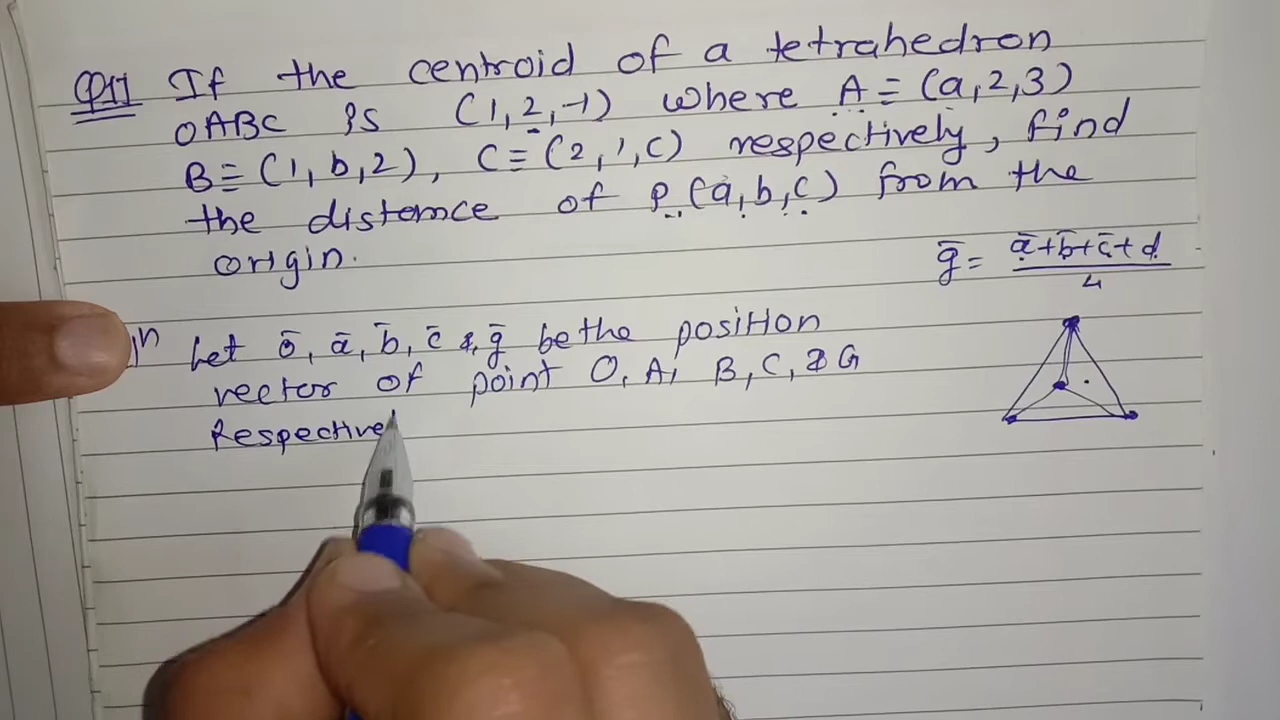 Q17 If the centroid of a tetrahedron
OABC is (1, 2, -1) where A ≡ (a, 2, 3)
B ≡ (1, b, 2), C ≡ (2, 1, c) respectively, find
the distance of P (a, b, c) from the
origin.
ḡ = ā + b̄ + c̄ + d / 4
n Let ō, ā, b̄, c̄ & ḡ be the position
vector of point O, A, B, C, & G
Respective